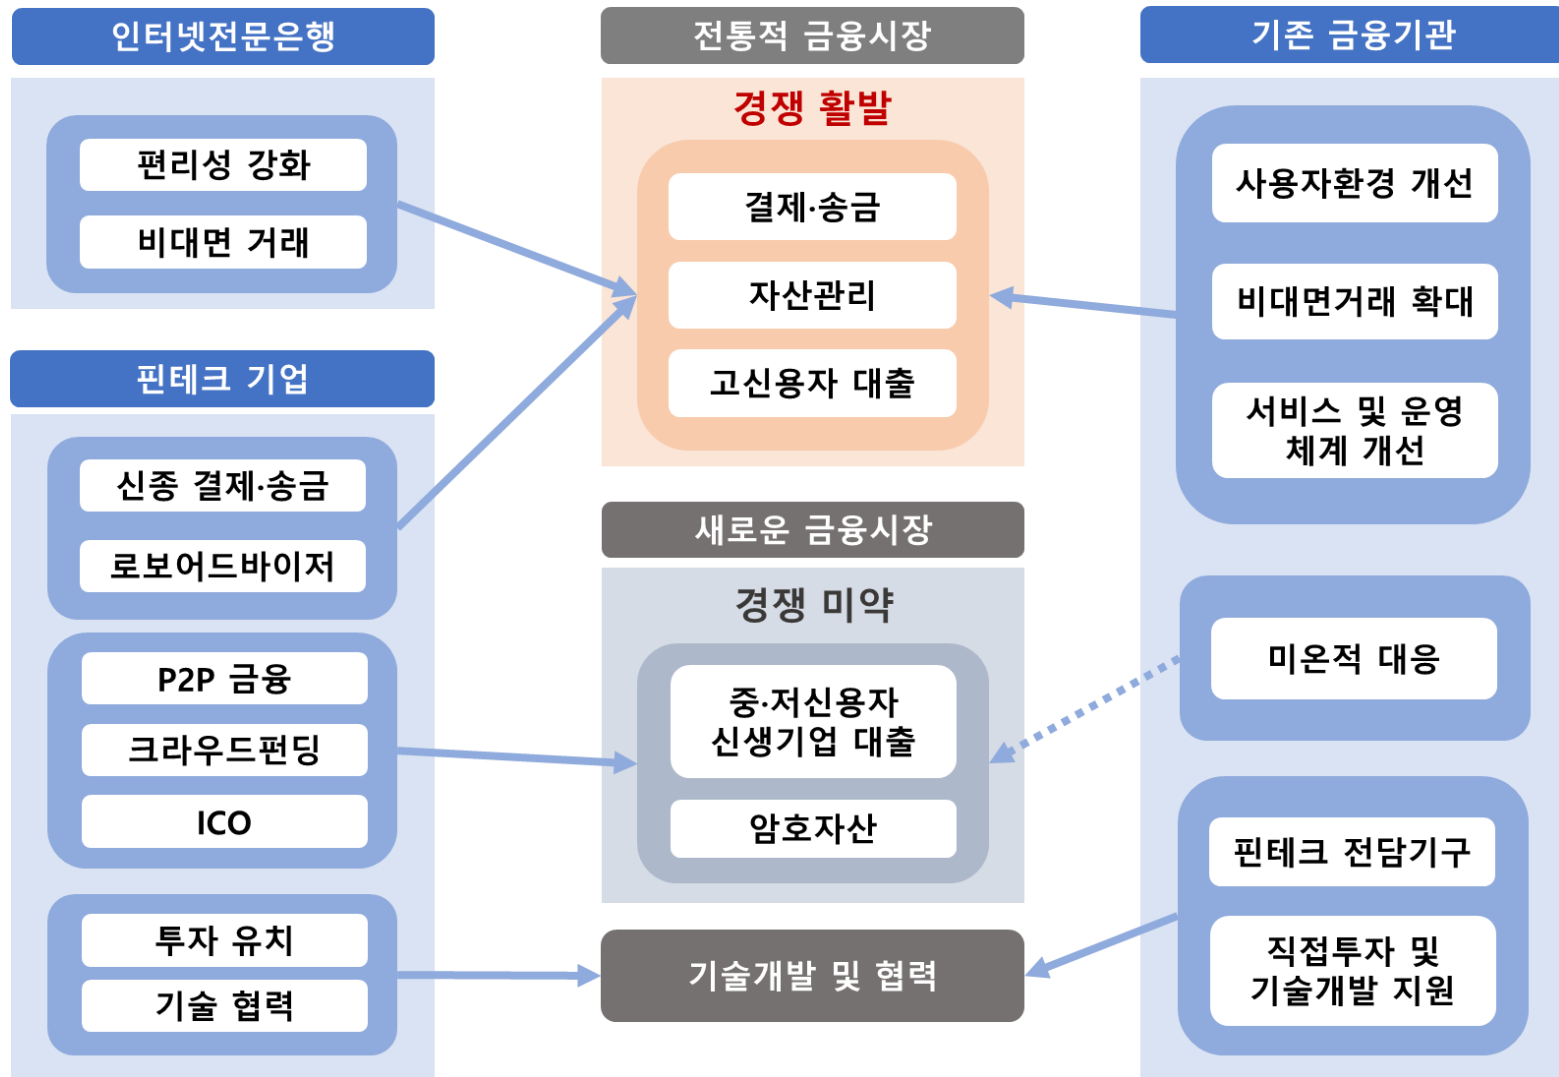 인터넷전문은행
편리성 강화
비대면 거래
핀테크 기업
신종 결제·송금
로보어드바이저
P2P 금융
크라우드펀딩
ICO
투자 유치
기술 협력
전통적 금융시장
경쟁 활발
결제·송금
자산관리
고신용자 대출
새로운 금융시장
경쟁 미약
중·저신용자
신생기업 대출
암호자산
기술개발 및 협력
기존 금융기관
사용자환경 개선
비대면거래 확대
서비스 및 운영
체계 개선
미온적 대응
핀테크 전담기구
직접투자 및
기술개발 지원